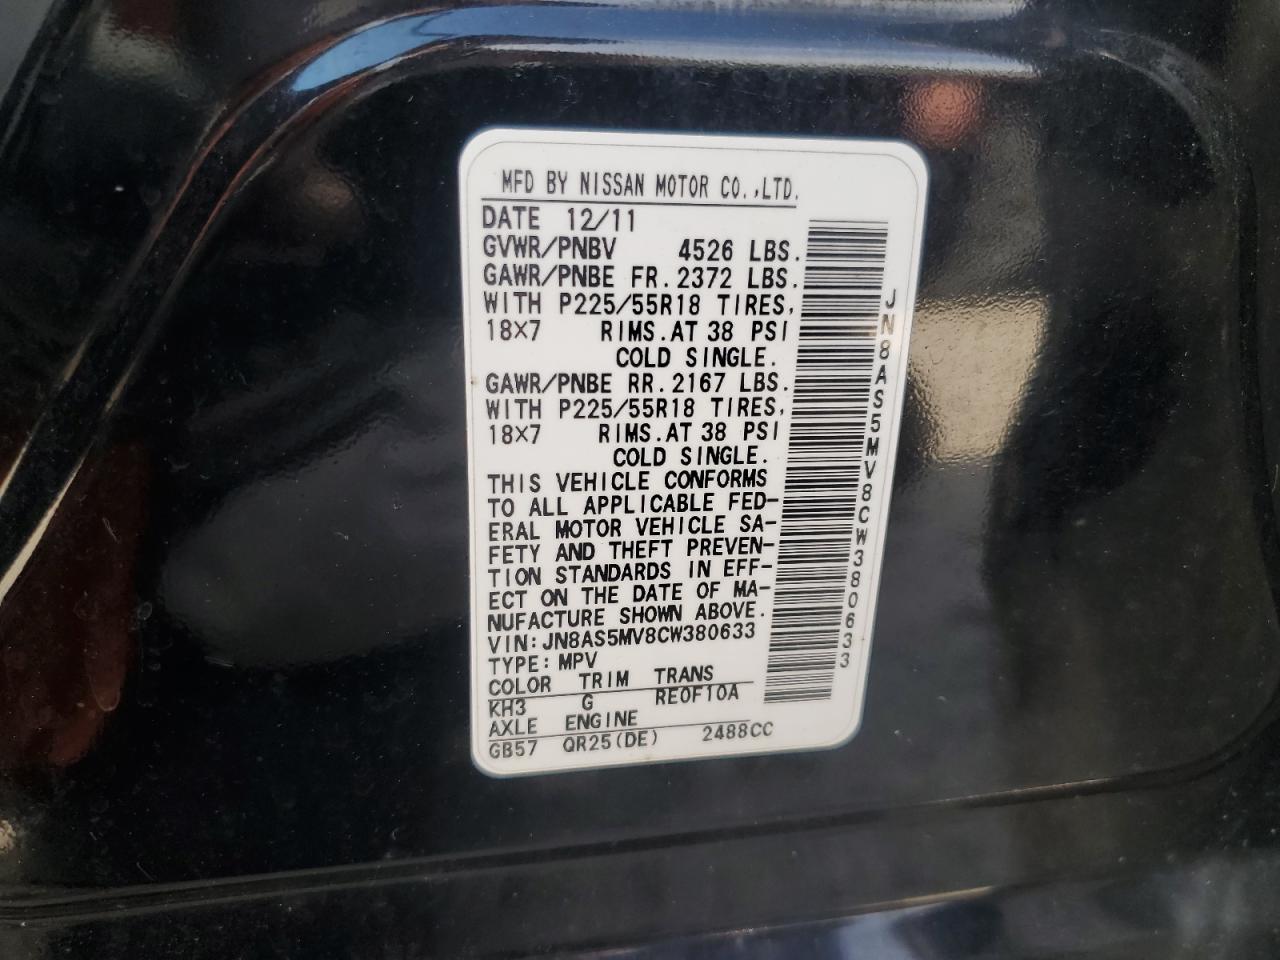 MFD BY NISSAN MOTOR CO.,LTD.
DATE 12/11
GVWR/PNBV 4526 LBS.
GAWR/PNBE FR.2372 LBS.
WITH P225/55R18 TIRES,
18×7 RIMS.AT 38 PSI
COLD SINGLE.
GAWR/PNBE RR.2167 LBS.
WITH P225/55R18 TIRES,
18×7 RIMS.AT 38 PSI
COLD SINGLE.
THIS VEHICLE CONFORMS
TO ALL APPLICABLE FED-
ERAL MOTOR VEHICLE SA-
FETY AND THEFT PREVEN-
TION STANDARDS IN EFF-
ECT ON THE DATE OF MA-
NUFACTURE SHOWN ABOVE.
VIN:JN8AS5MV8CW380633
TYPE:MPV
COLOR TRIM TRANS
KH3 G RE0F10A
AXLE ENGINE
GB57 QR25(DE) 2488CC
JN8AS5MV8CW380633